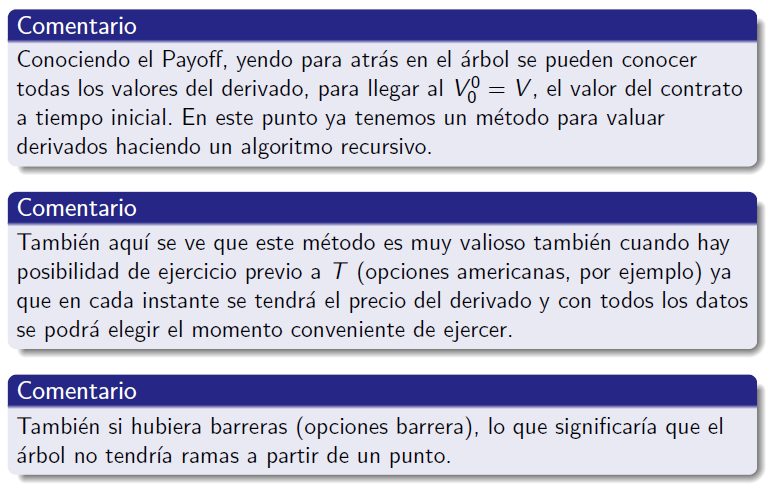 Comentario
Conociendo el Payoff, yendo para atrás en el árbol se pueden conocer
todas los valores del derivado, para llegar al $V_0^0 = V$, el valor del contrato
a tiempo inicial. En este punto ya tenemos un método para valuar
derivados haciendo un algoritmo recursivo.
Comentario
También aquí se ve que este método es muy valioso también cuando hay
posibilidad de ejercicio previo a T (opciones americanas, por ejemplo) ya
que en cada instante se tendrá el precio del derivado y con todos los datos
se podrá elegir el momento conveniente de ejercer.
Comentario
También si hubiera barreras (opciones barrera), lo que significaría que el
árbol no tendría ramas a partir de un punto.